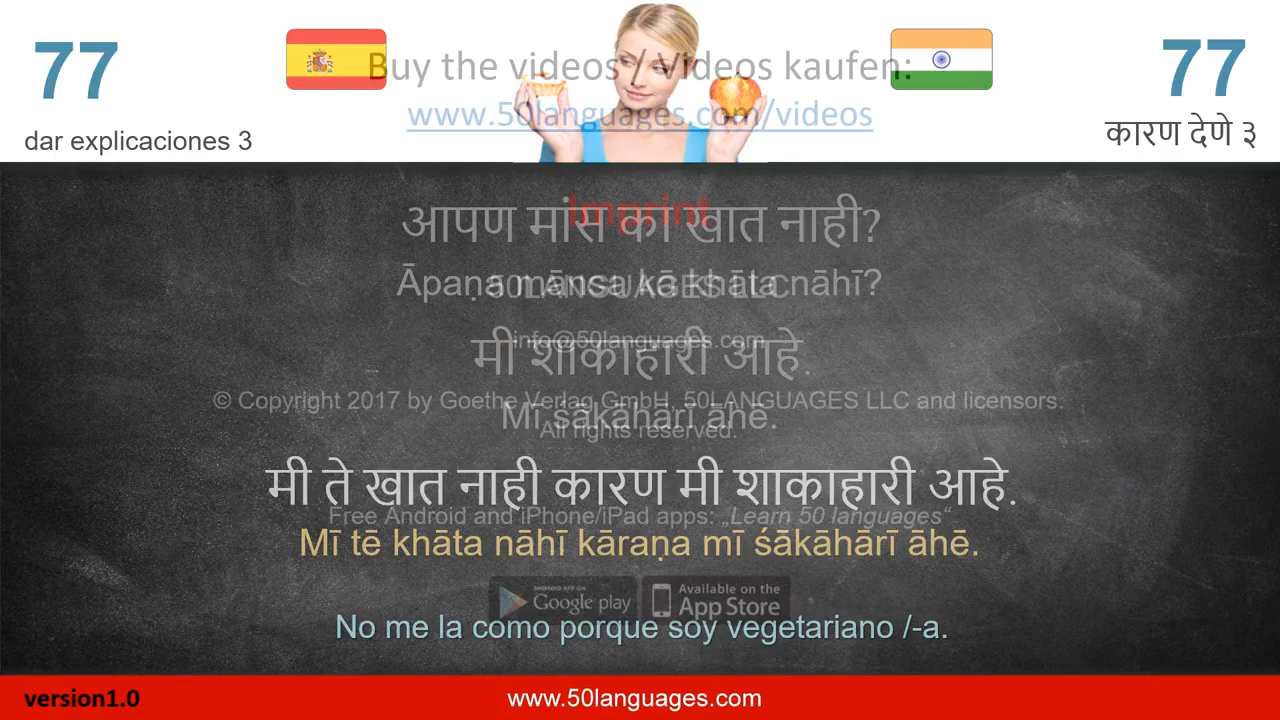 77
77
Buy the videos / Videos kaufen:
www.50languages.com/videos
dar explicaciones 3
कारण देणे ३
Imprint
आपण मांस का खात नाही?
Āpaṇa mānsa kā khāta nāhī?
50LANGUAGES LLC
info@50languages.com
मी शाकाहारी आहे.
© Copyright 2017 by Goethe Verlag GmbH, 50LANGUAGES LLC and licensors.
Mī śākāhārī āhē.
All rights reserved.
मी ते खात नाही कारण मी शाकाहारी आहे.
Free Android and iPhone/iPad apps: „Learn 50 languages“
Mī tē khāta nāhī kāraṇa mī śākāhārī āhē.
ANDROID APP ON
Google play
Available on the
App Store
No me la como porque soy vegetariano /-a.
version1.0
www.50languages.com